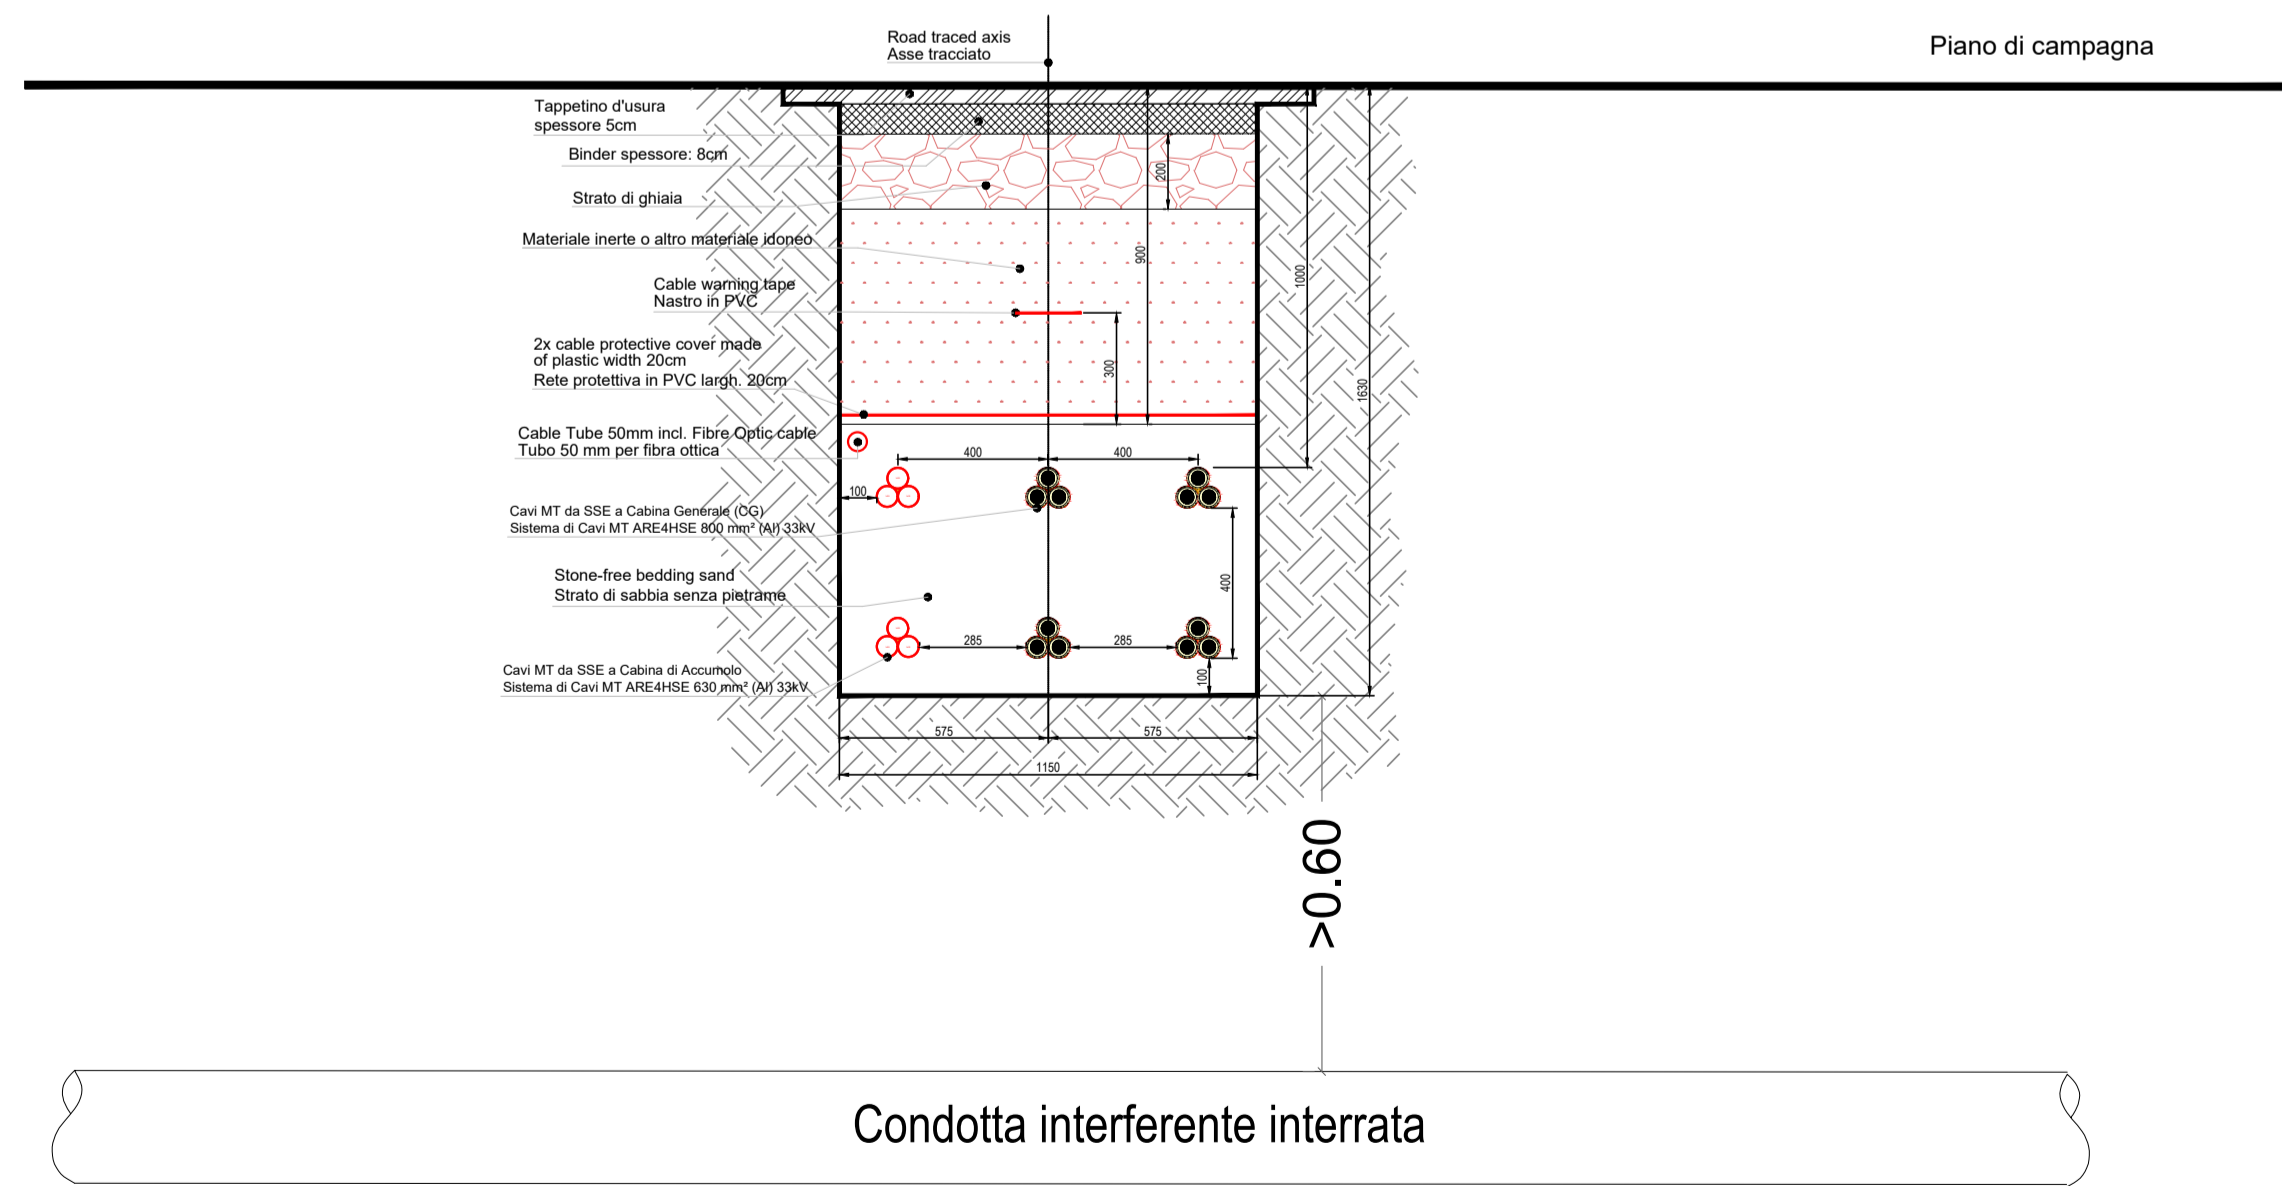 Road traced axis
Asse tracciato
Piano di campagna
Tappetino d'usura
spessore 5cm
Binder spessore: 8cm
Strato di ghiaia
200
Materiale inerte o altro materiale idoneo
900
1000
Cable warning tape
Nastro in PVC
2x cable protective cover made
of plastic width 20cm
Rete protettiva in PVC largh. 20cm
300
1630
Cable Tube 50mm incl. Fibre Optic cable
Tubo 50 mm per fibra ottica
400
400
100
Cavi MT da SSE a Cabina Generale (CG)
Sistema di Cavi MT ARE4HSE 800 mm² (Al) 33kV
Stone-free bedding sand
Strato di sabbia senza pietrame
400
285
285
Cavi MT da SSE a Cabina di Accumolo
Sistema di Cavi MT ARE4HSE 630 mm² (Al) 33kV
100
575
575
1150
>0.60
Condotta interferente interrata